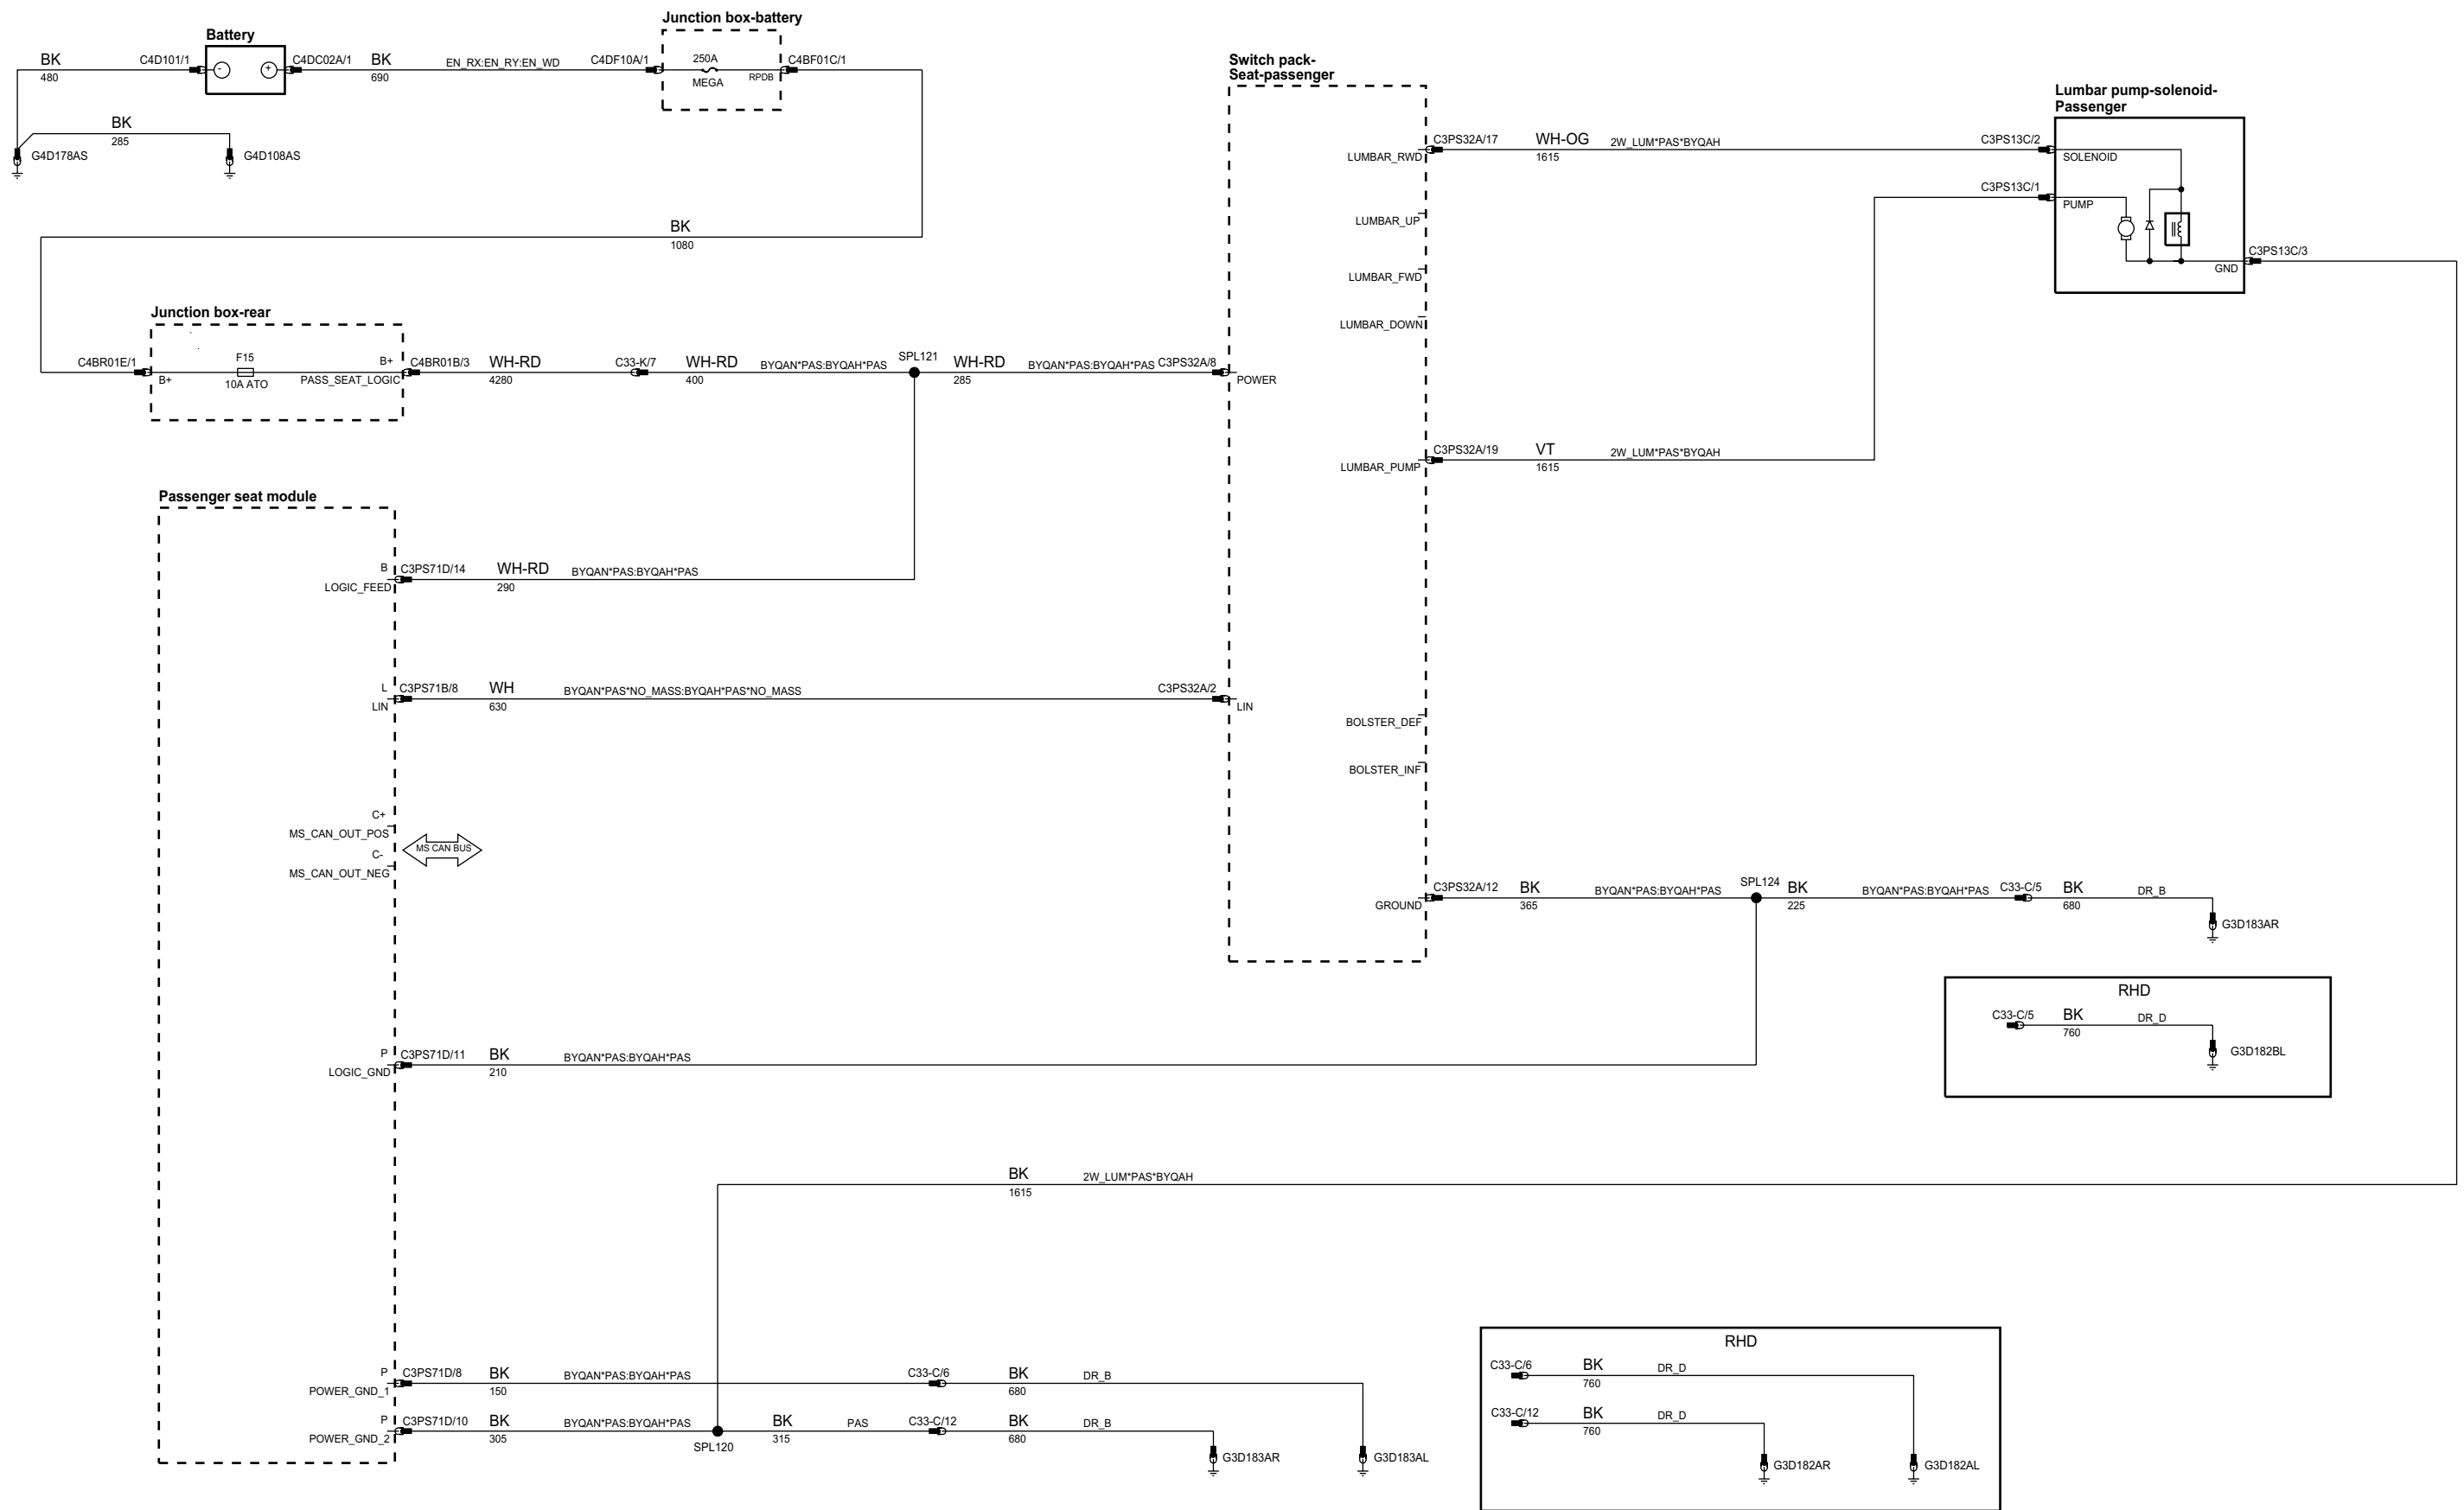 Junction box-battery
Battery
BK
480
C4D101/1
-
+
C4DC02A/1
BK
690
EN_RX:EN_RY:EN_WD
C4DF10A/1
250A
MEGA
RPDB
C4BF01C/1
BK
285
G4D178AS
G4D108AS
BK
1080
Switch pack-
Seat-passenger
Lumbar pump-solenoid-
Passenger
LUMBAR_RWD
C3PS32A/17
WH-OG
1615
2W_LUM*PAS*BYQAH
C3PS13C/2
SOLENOID
C3PS13C/1
PUMP
LUMBAR_UP
C3PS13C/3
GND
LUMBAR_FWD
LUMBAR_DOWN
Junction box-rear
C4BR01E/1
B+
F15
10A ATO
B+
PASS_SEAT_LOGIC
C4BR01B/3
WH-RD
4280
C33-K/7
WH-RD
400
BYQAN*PAS:BYQAH*PAS
SPL121
WH-RD
285
BYQAN*PAS:BYQAH*PAS
C3PS32A/8
POWER
LUMBAR_PUMP
C3PS32A/19
VT
1615
2W_LUM*PAS*BYQAH
Passenger seat module
B
LOGIC_FEED
C3PS71D/14
WH-RD
290
BYQAN*PAS:BYQAH*PAS
L
LIN
C3PS71B/8
WH
630
BYQAN*PAS*NO_MASS:BYQAH*PAS*NO_MASS
C3PS32A/2
LIN
BOLSTER_DEF
BOLSTER_INF
C+
MS_CAN_OUT_POS
C-
MS_CAN_OUT_NEG
MS CAN BUS
GROUND
C3PS32A/12
BK
365
BYQAN*PAS:BYQAH*PAS
SPL124
BK
225
BYQAN*PAS:BYQAH*PAS
C33-C/5
BK
680
DR_B
G3D183AR
RHD
C33-C/5
BK
760
DR_D
G3D182BL
P
LOGIC_GND
C3PS71D/11
BK
210
BYQAN*PAS:BYQAH*PAS
BK
1615
2W_LUM*PAS*BYQAH
P
POWER_GND_1
C3PS71D/8
BK
150
BYQAN*PAS:BYQAH*PAS
C33-C/6
BK
680
DR_B
P
POWER_GND_2
C3PS71D/10
BK
305
BYQAN*PAS:BYQAH*PAS
SPL120
BK
315
PAS
C33-C/12
BK
680
DR_B
G3D183AR
G3D183AL
RHD
C33-C/6
BK
760
DR_D
C33-C/12
BK
760
DR_D
G3D182AR
G3D182AL